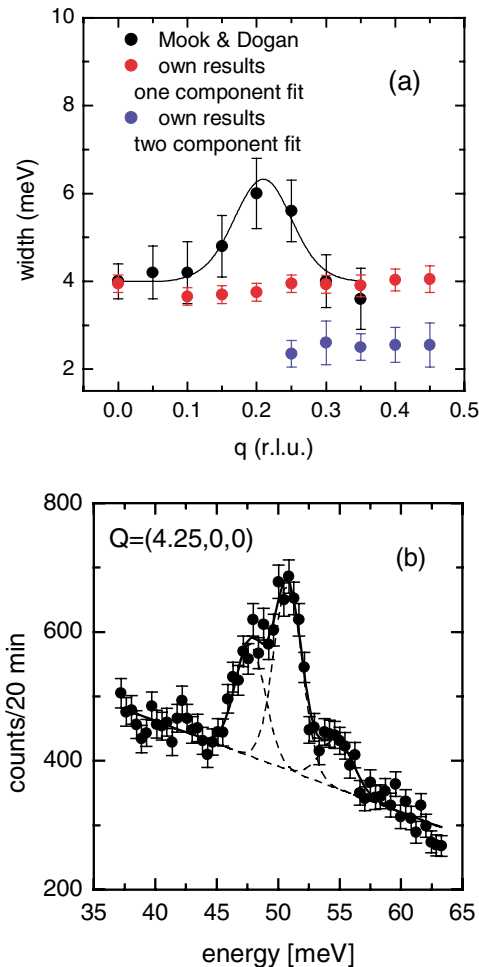 10
8
6
4
2
width (meV)
Mook & Dogan
own results
one component fit
own results
two component fit
(a)
0.0 0.1 0.2 0.3 0.4 0.5
q (r.l.u.)
800
600
400
200
counts/20 min
Q=(4.25,0,0)
(b)
35 40 45 50 55 60 65
energy [meV]